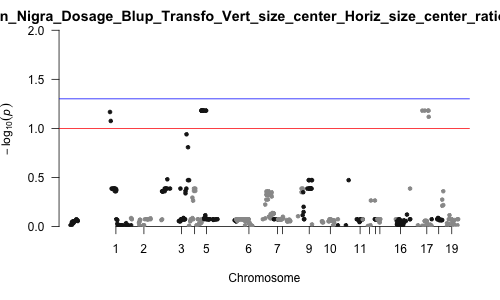 n_Nigra_Dosage_Blup_Transfo_Vert_size_center_Horiz_size_center_ratio
2.0
1.5
1.0
0.5
0.0
− log10(p)
1 2 3 5 6 7 9 10 11 16 17 19
Chromosome